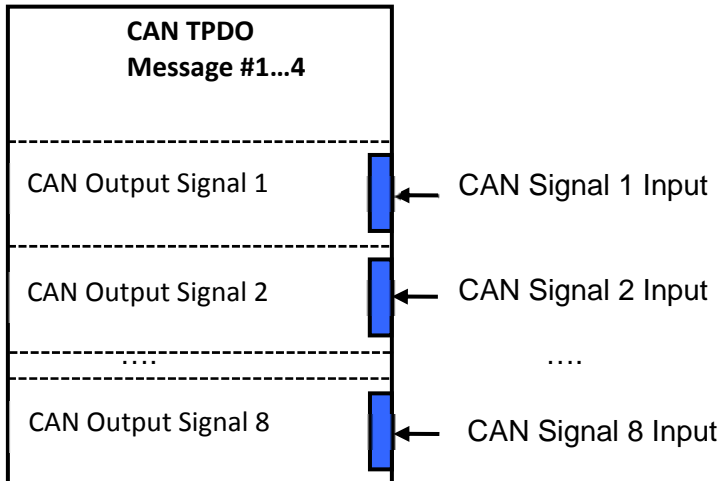 CAN TPDO
Message #1...4
CAN Output Signal 1
CAN Signal 1 Input
CAN Output Signal 2
CAN Signal 2 Input
....
....
CAN Output Signal 8
CAN Signal 8 Input